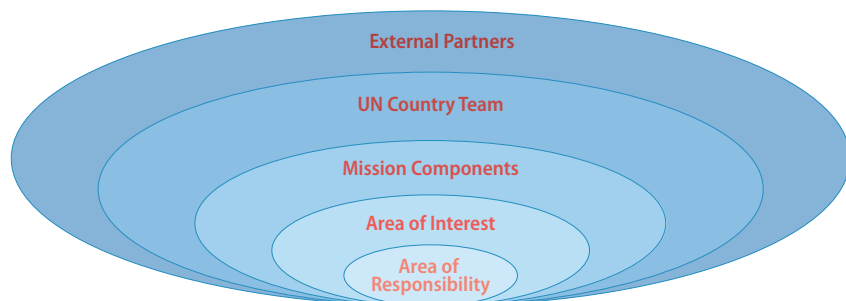 External Partners
UN Country Team
Mission Components
Area of Interest
Area of
Responsibility